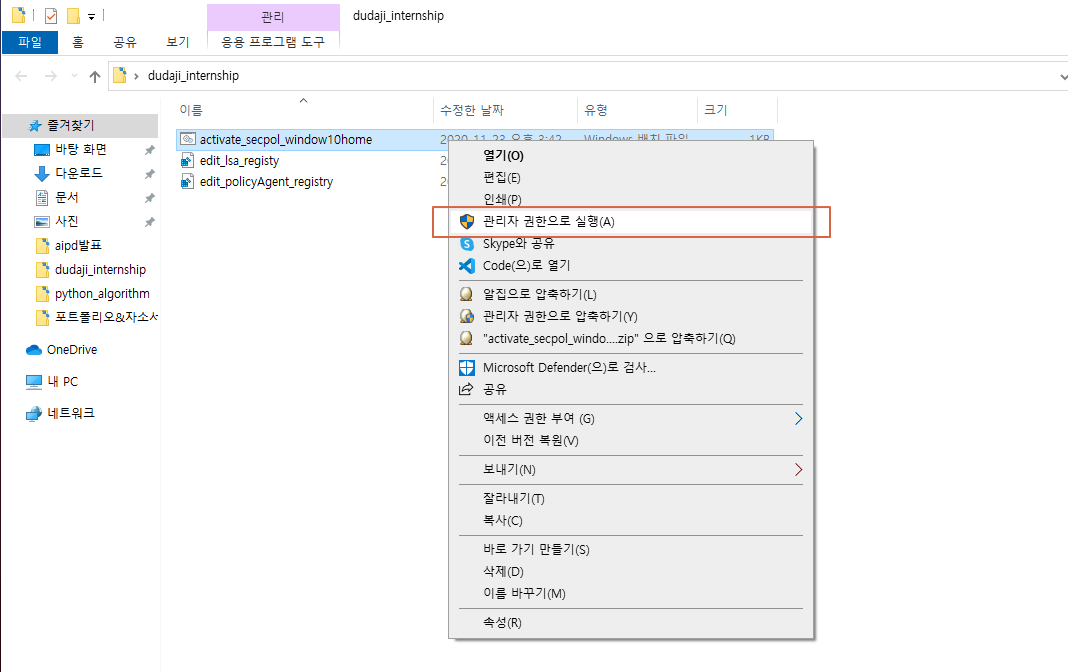 관리
dudaji_internship
파일
홈
공유
보기
응용 프로그램 도구
dudaji_internship
이름
수정한 날짜
유형
크기
즐겨찾기
바탕 화면
다운로드
문서
사진
aipd발표
dudaji_internship
python_algorithm
포트폴리오&자소서
OneDrive
내 PC
네트워크
activate_secpol_window10home
2020-11-23 오후 3:42
Windows 배치 파일
1KB
edit_lsa_registy
edit_policyAgent_registry
열기(O)
편집(E)
인쇄(P)
관리자 권한으로 실행(A)
Skype와 공유
Code(으)로 열기
알집으로 압축하기(L)
관리자 권한으로 압축하기(Y)
"activate_secpol_windo....zip" 으로 압축하기(Q)
Microsoft Defender(으)로 검사...
공유
액세스 권한 부여 (G)
이전 버전 복원(V)
보내기(N)
잘라내기(T)
복사(C)
바로 가기 만들기(S)
삭제(D)
이름 바꾸기(M)
속성(R)